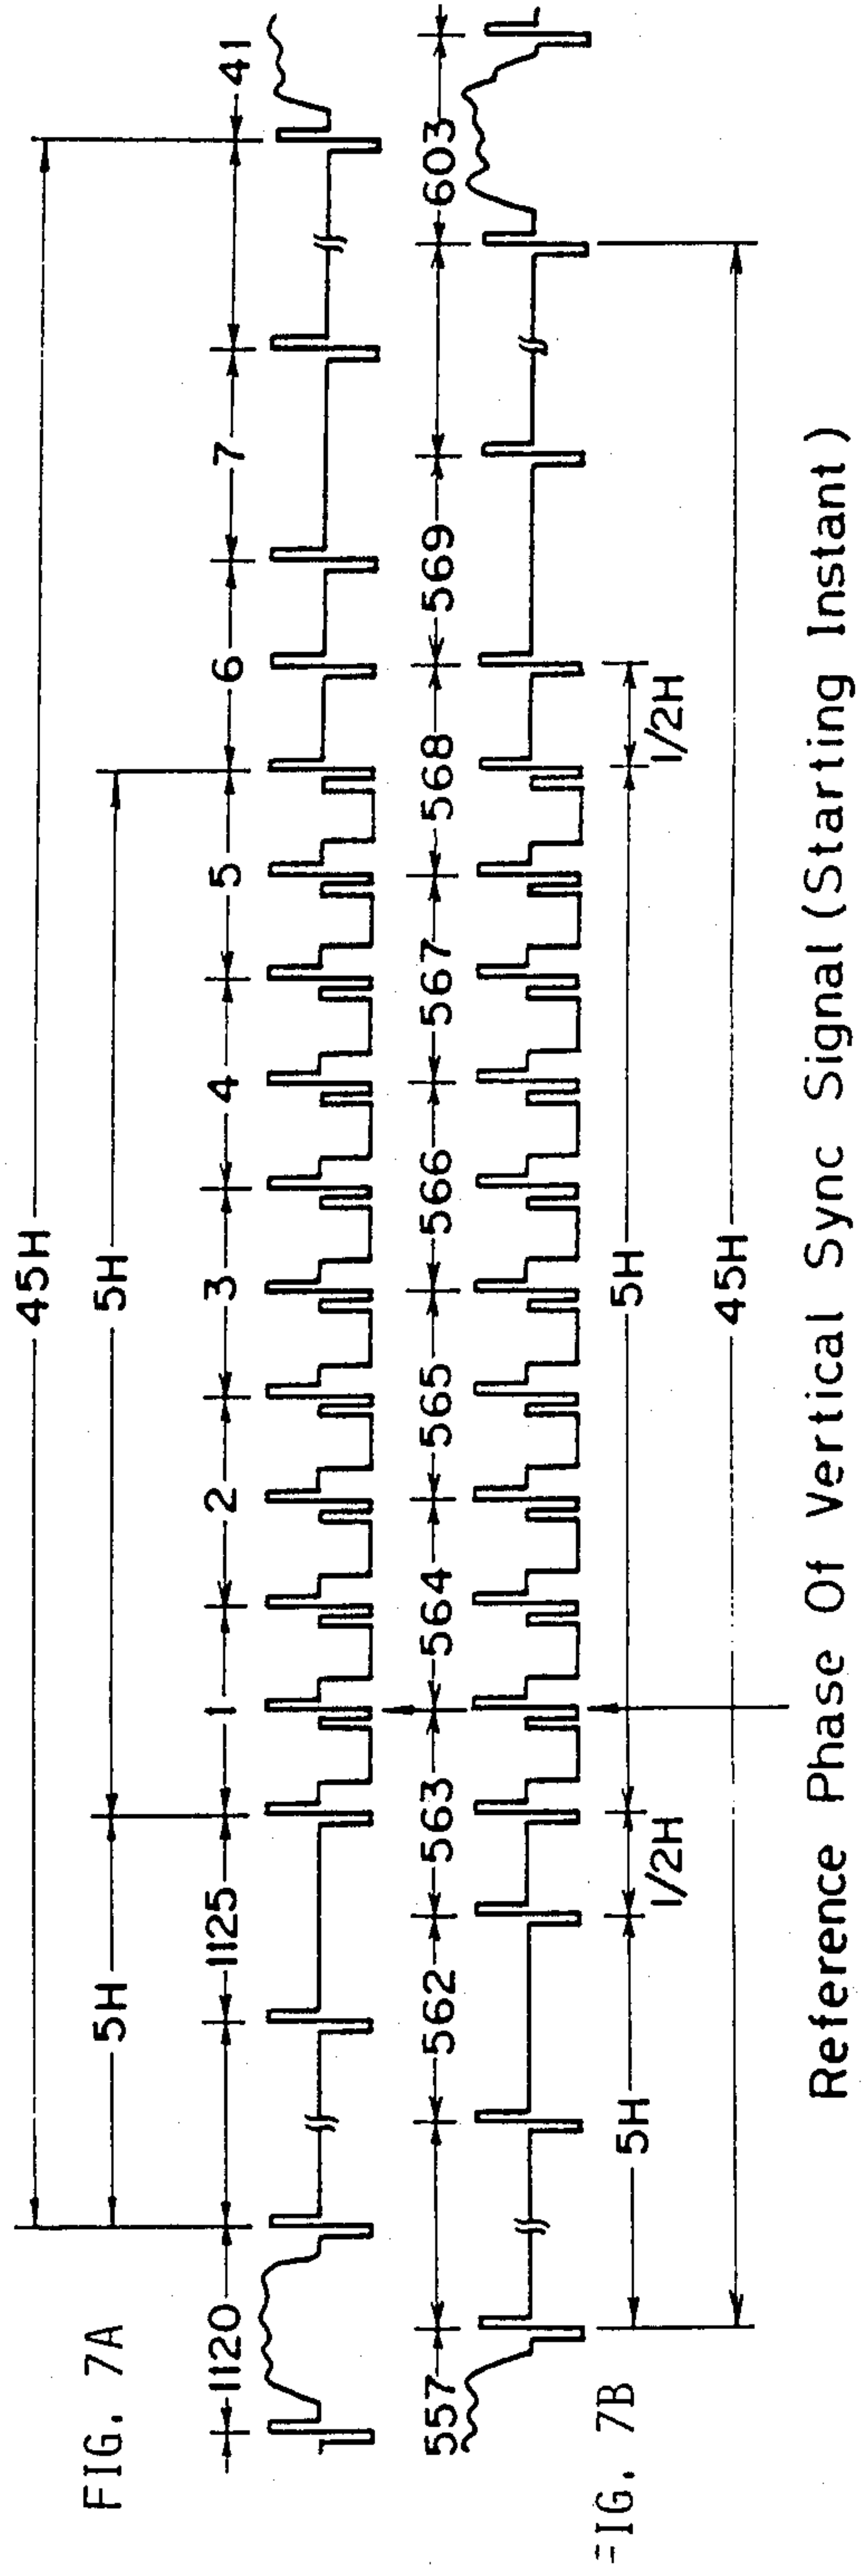 45H
FIG. 7A
5H 5H
1120 1125 1 2 3 4 5 6 7 41
557 562 563 564 565 566 567 568 569 603
FIG. 7B
5H 1/2H 5H 1/2H
45H
Reference Phase Of Vertical Sync Signal (Starting Instant)